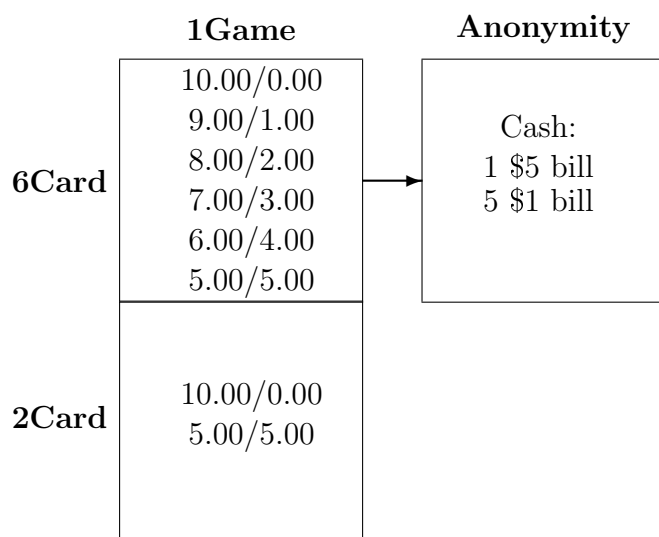 1Game
Anonymity
6Card
10.00/0.00
9.00/1.00
8.00/2.00
7.00/3.00
6.00/4.00
5.00/5.00
Cash:
1 $5 bill
5 $1 bill
2Card
10.00/0.00
5.00/5.00